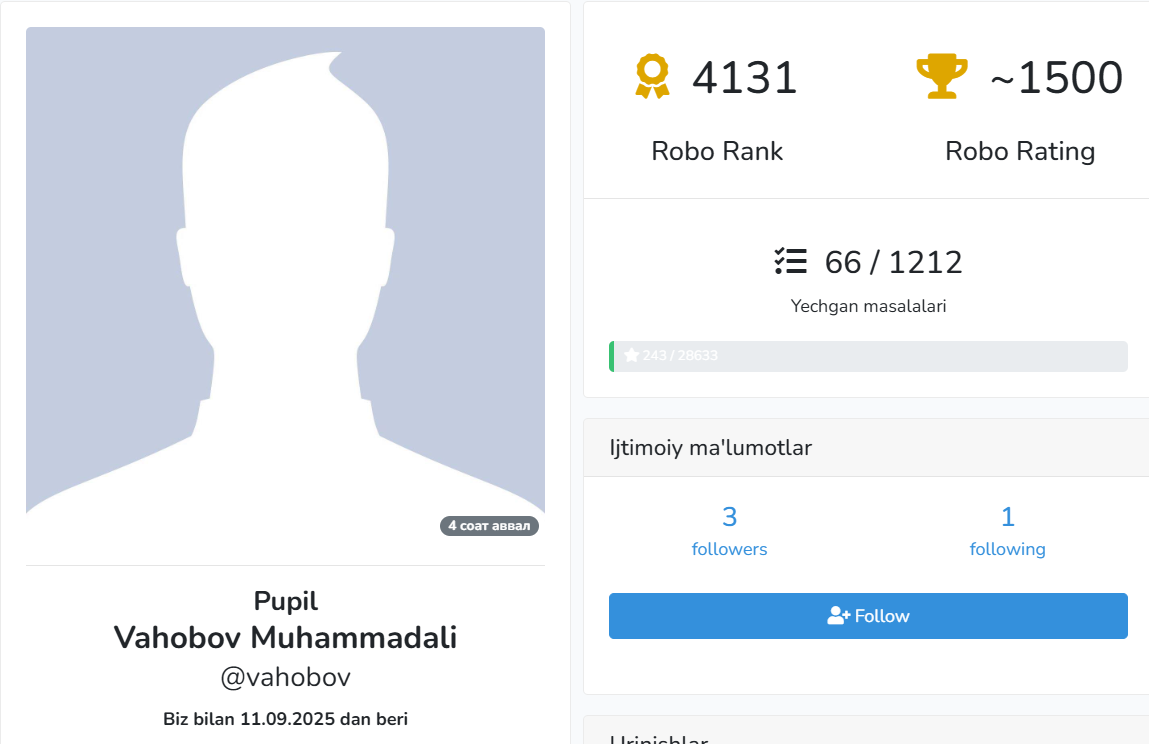 4 соат аввал
Pupil
Vahobov Muhammadali
@vahobov
Biz bilan 11.09.2025 dan beri
4131
Robo Rank
~1500
Robo Rating
66 / 1212
Yechgan masalalari
243 / 28633
Ijtimoiy ma'lumotlar
3
followers
1
following
Follow
Urinishlar